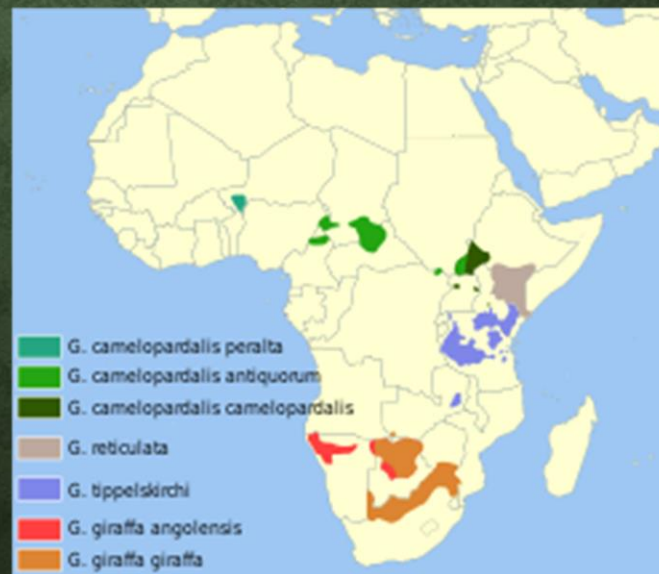 G. camelopardalis peralta
G. camelopardalis antiquorum
G. camelopardalis camelopardalis
G. reticulata
G. tippelskirchi
G. giraffa angolensis
G. giraffa giraffa